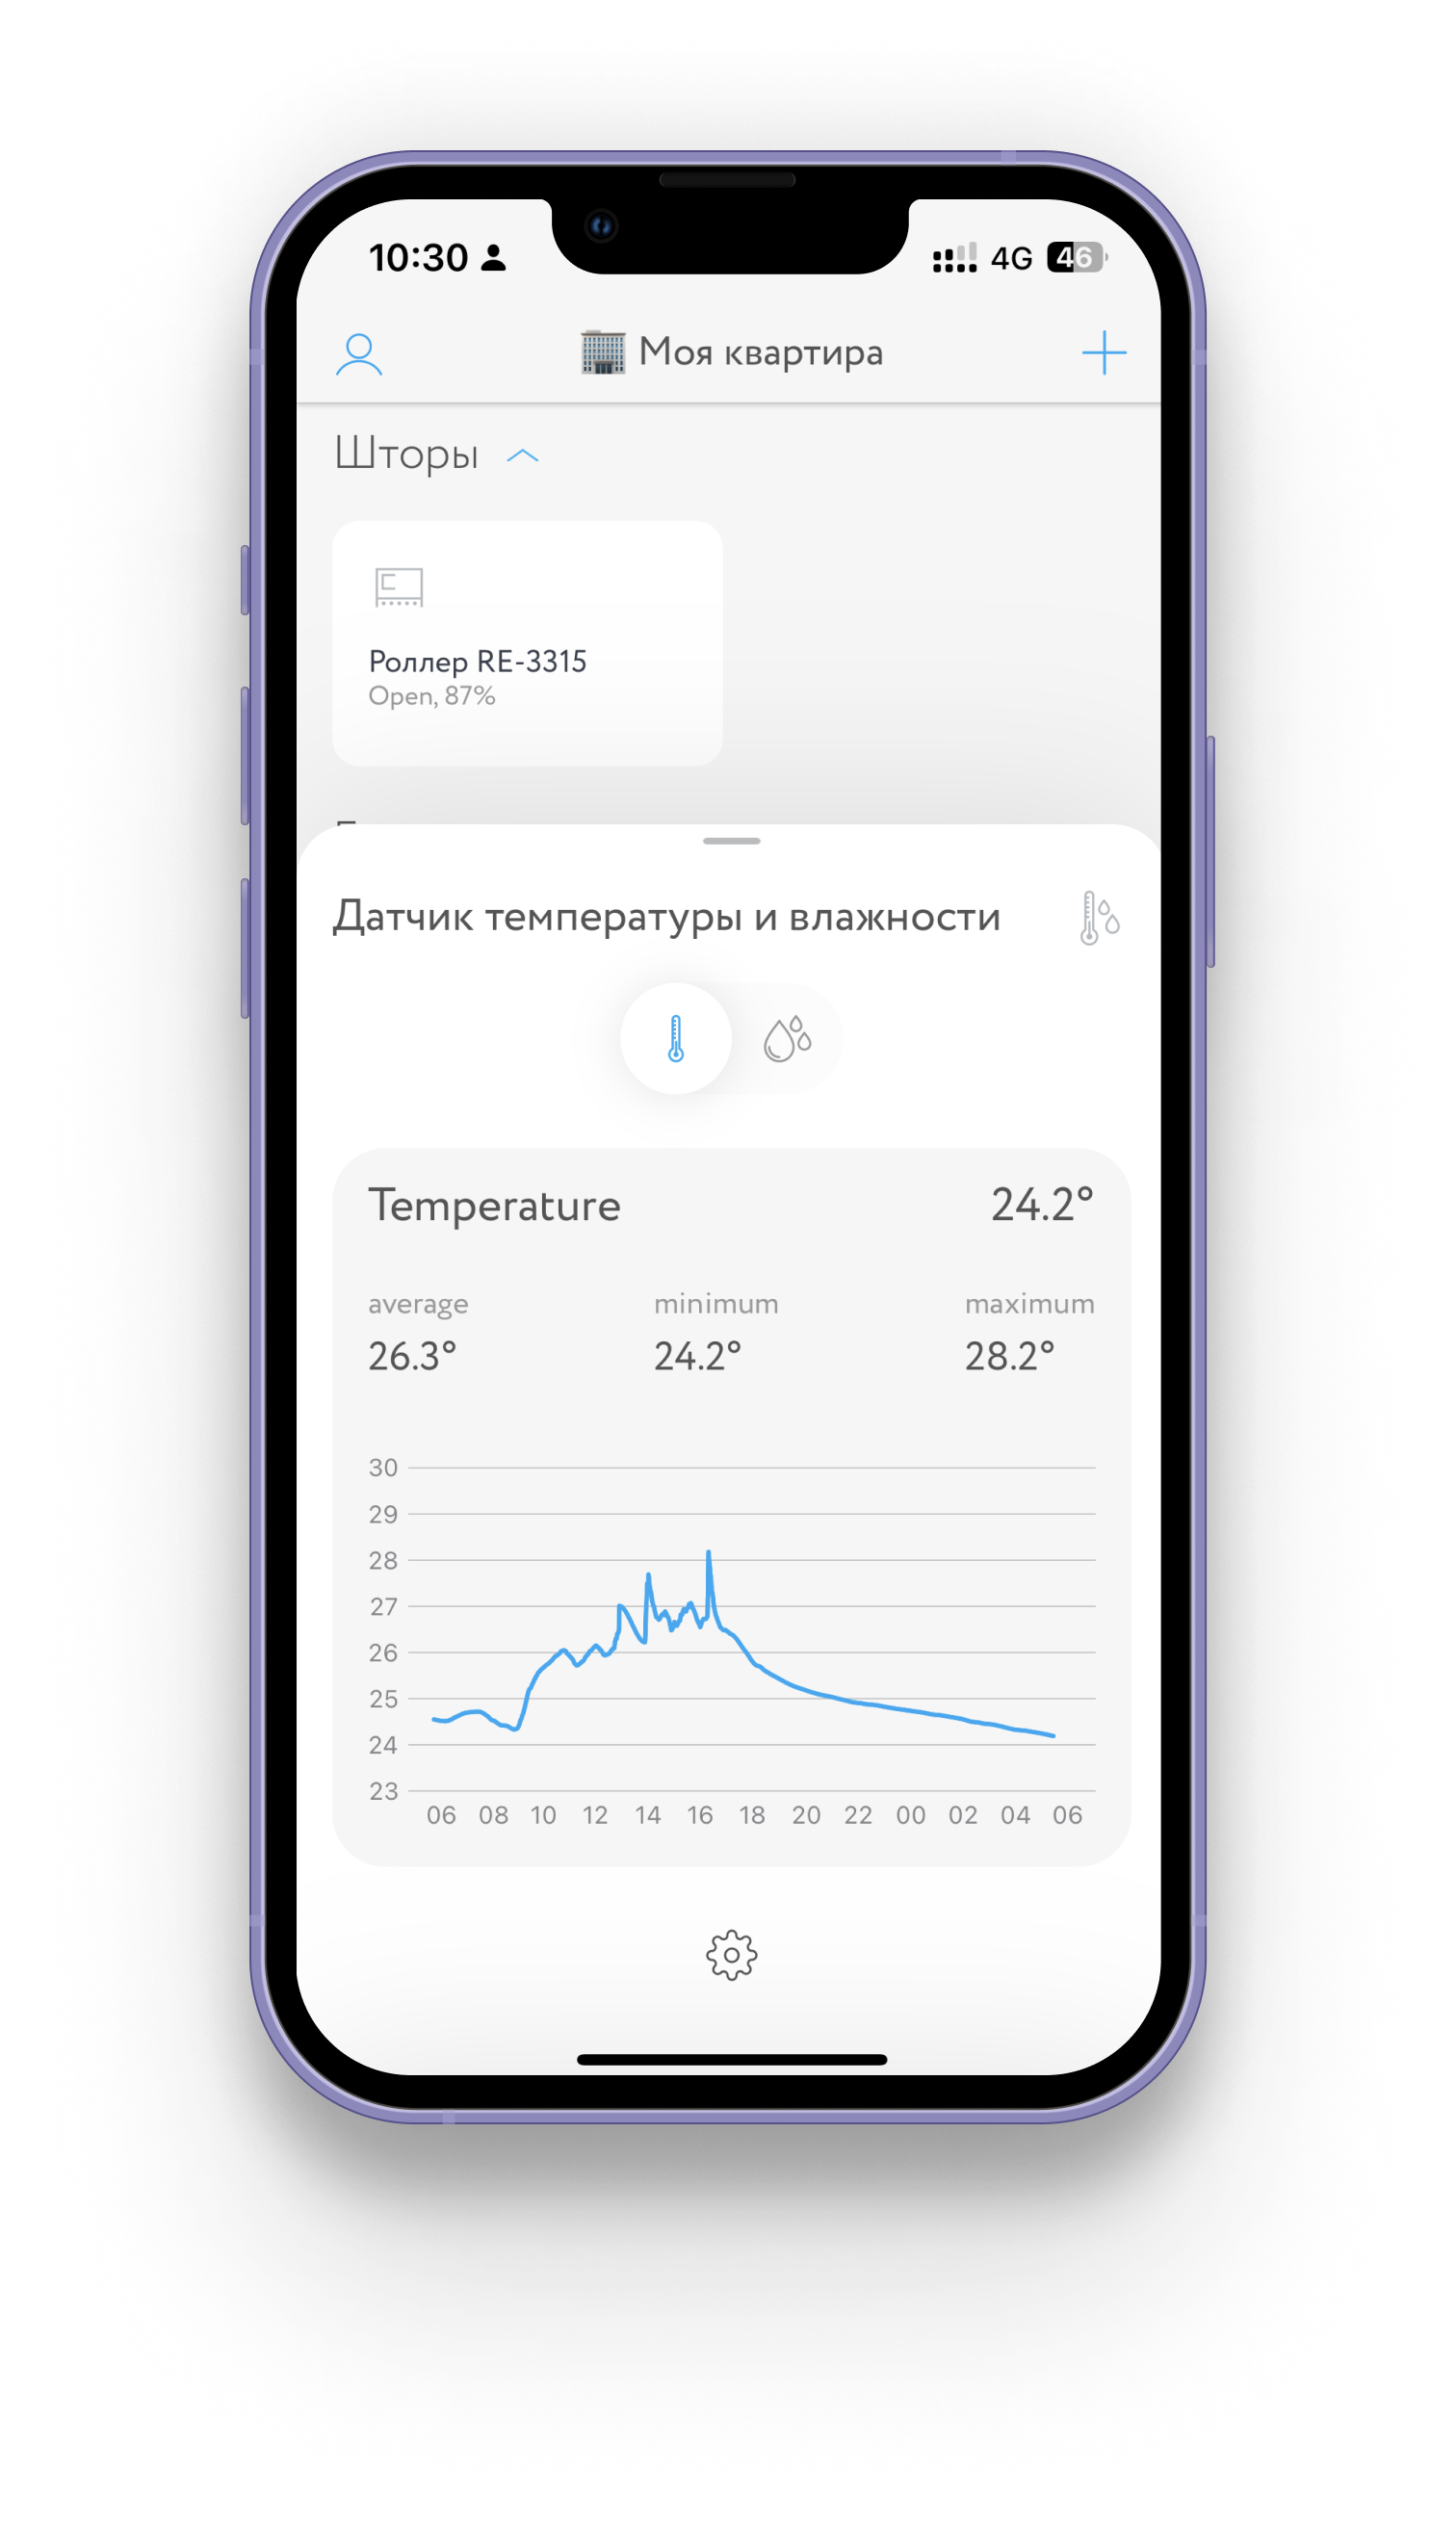 10:30 4G 46
Моя квартира
Шторы
Роллер RE-3315
Open, 87%
Датчик температуры и влажности
Temperature 24.2°
average minimum maximum
26.3° 24.2° 28.2°
30
29
28
27
26
25
24
23
06 08 10 12 14 16 18 20 22 00 02 04 06